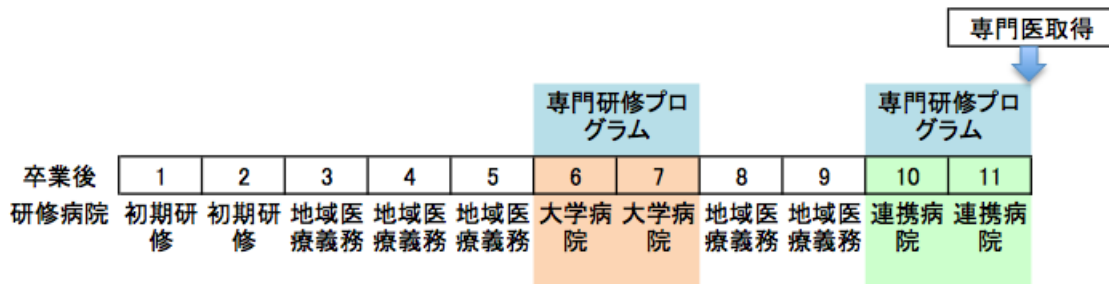 専門医取得
専門研修プロ
グラム
専門研修プロ
グラム
卒業後 1 2 3 4 5 6 7 8 9 10 11
研修病院 初期研 初期研 地域医 地域医 地域医 大学病 大学病 地域医 地域医 連携病 連携病
修 修 療義務 療義務 療義務 院 院 療義務 療義務 院 院